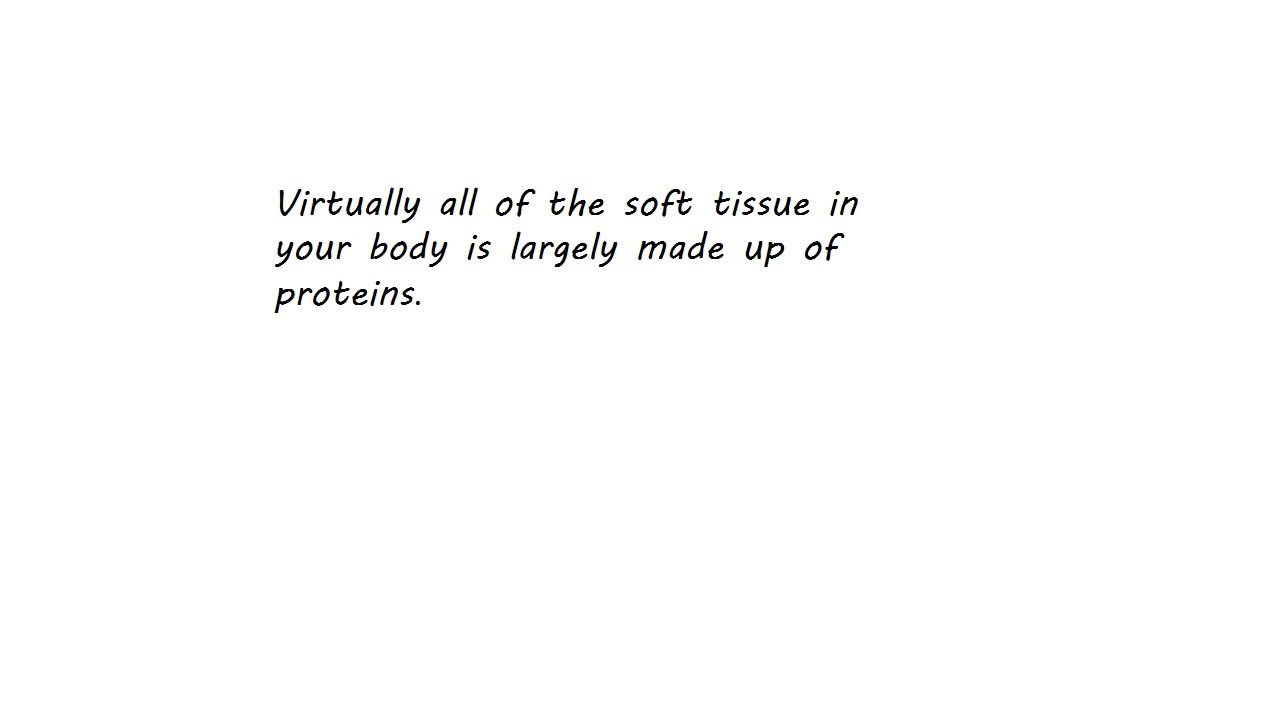 Virtually all of the soft tissue in
your body is largely made up of
proteins.